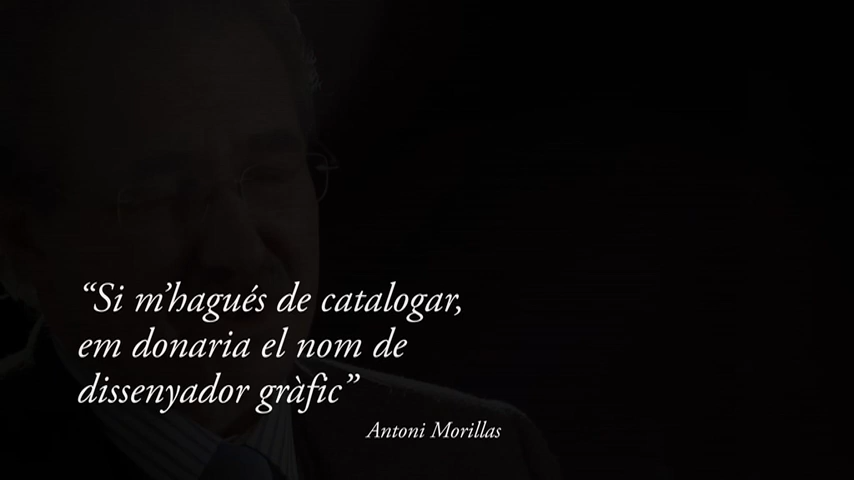 “Si m’hagués de catalogar,
em donaria el nom de
dissenyador gràfic”
Antoni Morillas